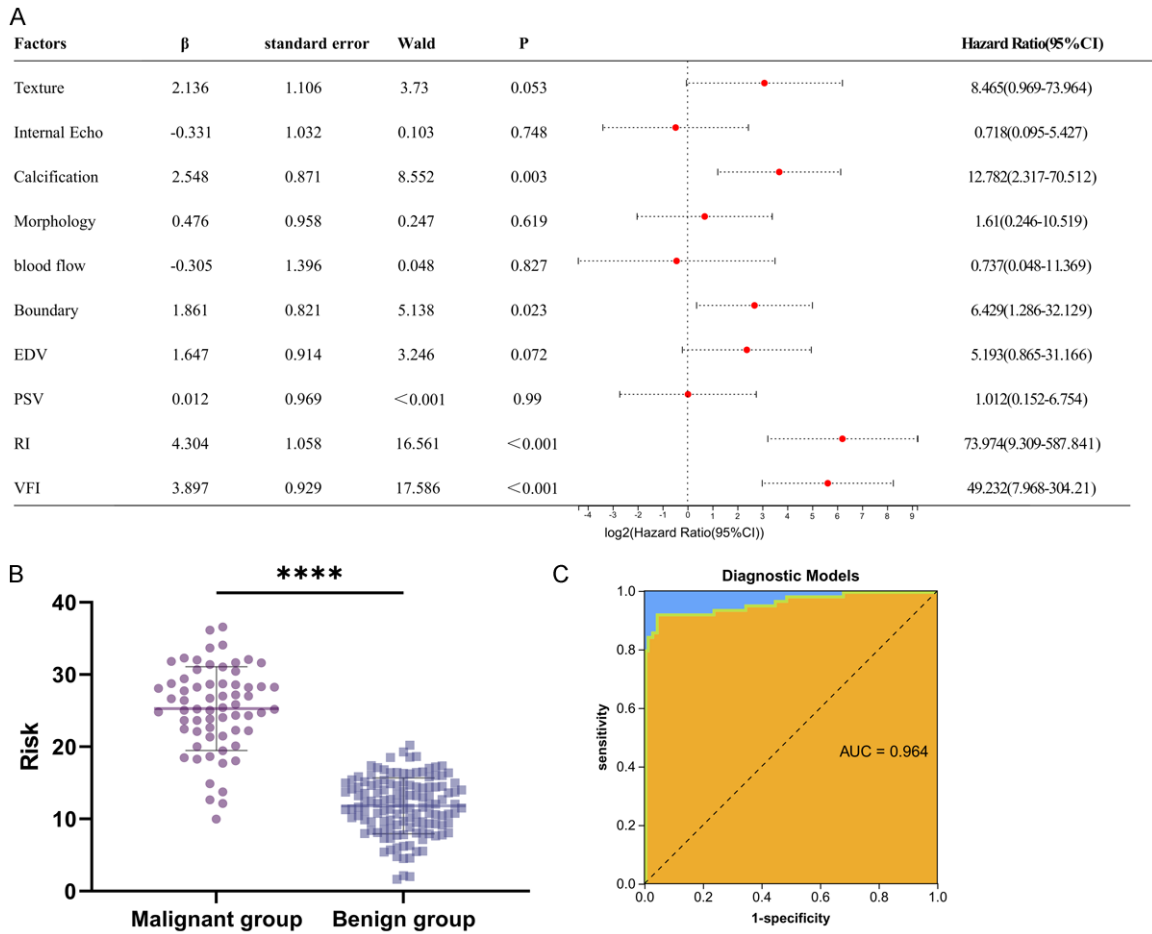 A
Factors β standard error Wald P Hazard Ratio(95%CI)
Texture 2.136 1.106 3.73 0.053 8.465(0.969-73.964)
Internal Echo -0.331 1.032 0.103 0.748 0.718(0.095-5.427)
Calcification 2.548 0.871 8.552 0.003 12.782(2.317-70.512)
Morphology 0.476 0.958 0.247 0.619 1.61(0.246-10.519)
blood flow -0.305 1.396 0.048 0.827 0.737(0.048-11.369)
Boundary 1.861 0.821 5.138 0.023 6.429(1.286-32.129)
EDV 1.647 0.914 3.246 0.072 5.193(0.865-31.166)
PSV 0.012 0.969 <0.001 0.99 1.012(0.152-6.754)
RI 4.304 1.058 16.561 <0.001 73.974(9.309-587.841)
VFI 3.897 0.929 17.586 <0.001 49.232(7.968-304.21)
-4 -3 -2 -1 0 1 2 3 4 5 6 7 8 9
log2(Hazard Ratio(95%CI))
B
****
40
30
20
10
0
Risk
Malignant group Benign group
C
Diagnostic Models
1.0
0.8
0.6
0.4
0.2
0.0
sensitivity
AUC = 0.964
0.0 0.2 0.4 0.6 0.8 1.0
1-specificity